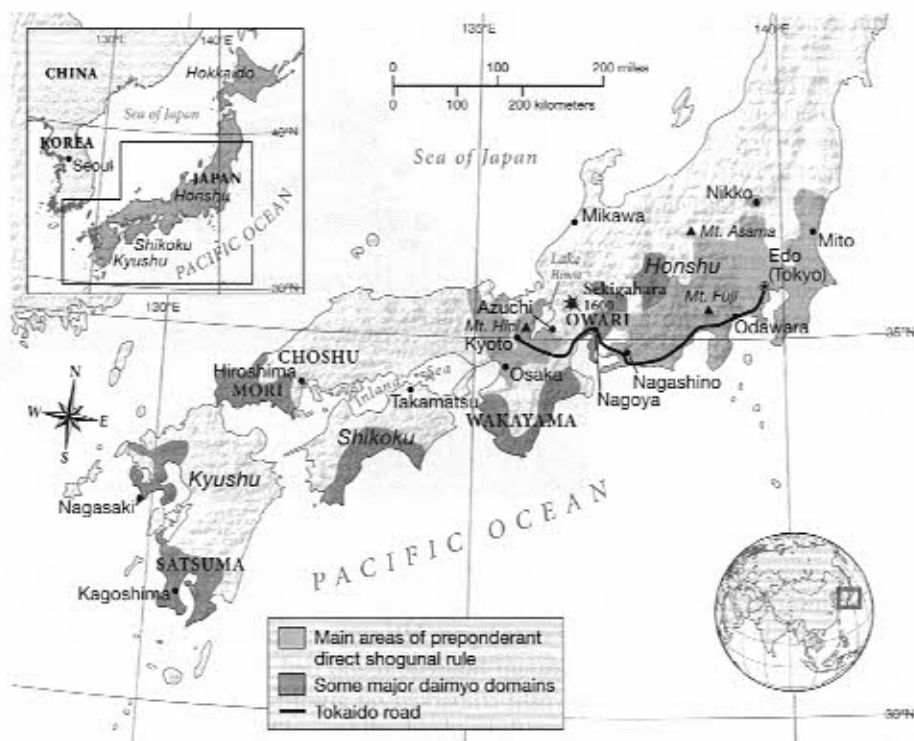 130°E
140°E
Hokkaido
CHINA
Sea of Japan
40°N
KOREA
Seoul
JAPAN
Honshu
Shikoku
Kyushu
PACIFIC OCEAN
30°N
130°E
135°E
140°E
0 100 200 miles
0 100 200 kilometers
Sea of Japan
Nikko
Mikawa
Mt. Asama
Mito
Lake
Biwa
Honshu
Edo
(Tokyo)
Sekigahara
1600
Mt. Fuji
Azuchi
OWARI
Mt. Hiei
Kyoto
Odawara
35°N
CHOSHU
Hiroshima
MORI
Inland Sea
Osaka
Nagashino
Takamatsu
Nagoya
WAKAYAMA
N
W E
S
Shikoku
Kyushu
Nagasaki
PACIFIC OCEAN
SATSUMA
Kagoshima
Main areas of preponderant
direct shogunal rule
Some major daimyo domains
Tokaido road
30°N